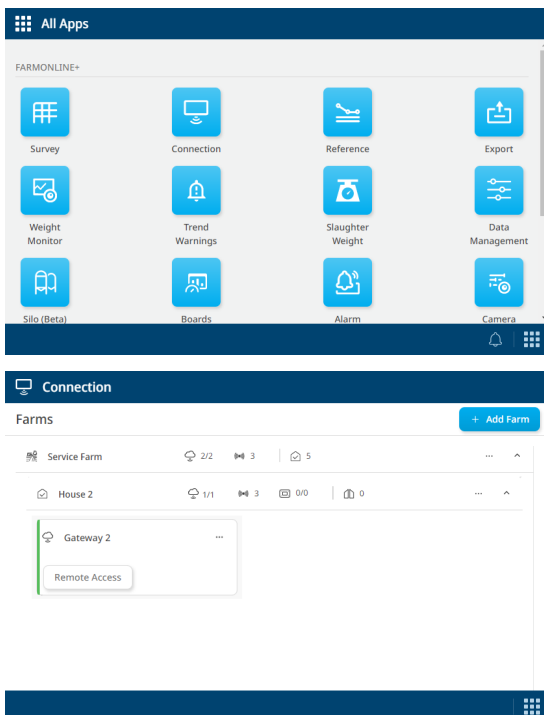 All Apps
FARMONLINE+
Survey
Connection
Reference
Export
Weight
Monitor
Trend
Warnings
Slaughter
Weight
Data
Management
Silo (Beta)
Boards
Alarm
Camera
Connection
Farms
+ Add Farm
Service Farm 2/2 3 5 ...
House 2 1/1 3 0/0 0 ...
Gateway 2 ...
Remote Access